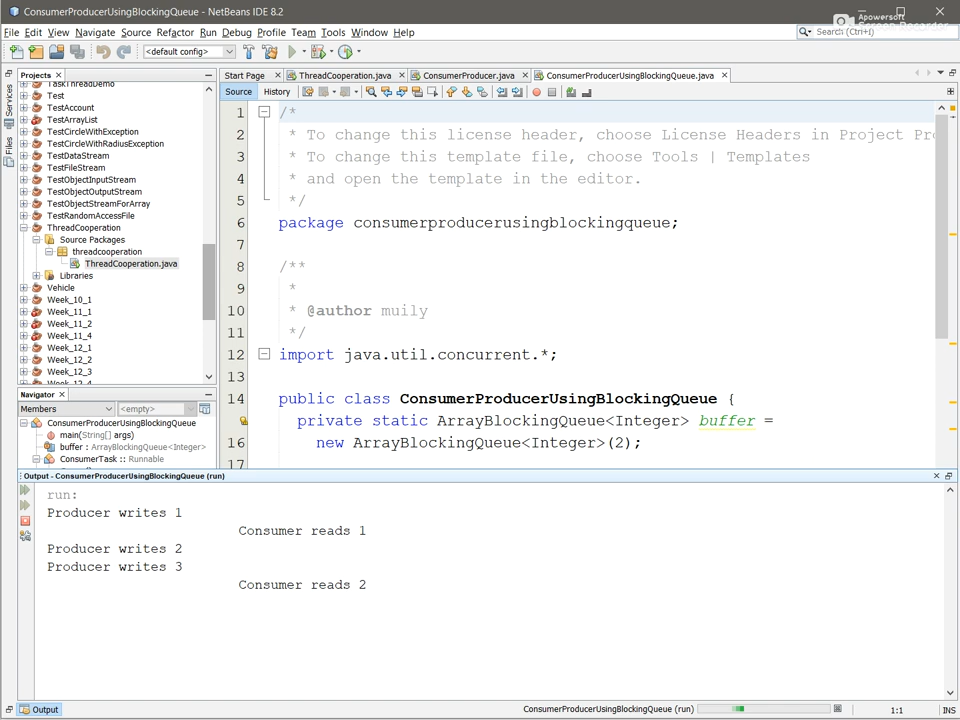 ConsumerProducerUsingBlockingQueue - NetBeans IDE 8.2
Apowersoft
Screen Recorder
File Edit View Navigate Source Refactor Run Debug Profile Team Tools Window Help
Search (Ctrl+I)
<default config>
Projects
Start Page
ThreadCooperation.java
ConsumerProducer.java
ConsumerProducerUsingBlockingQueue.java
Services
Files
Source History
TaskThreadDemo
Test
TestAccount
TestArrayList
TestCircleWithException
TestCircleWithRadiusException
TestDataStream
TestFileStream
TestObjectInputStream
TestObjectOutputStream
TestObjectStreamForArray
TestRandomAccessFile
ThreadCooperation
Source Packages
threadcooperation
ThreadCooperation.java
Libraries
Vehicle
Week_10_1
Week_11_1
Week_11_2
Week_11_4
Week_12_1
Week_12_2
Week_12_3
Week_12_4
Navigator
Members <empty>
ConsumerProducerUsingBlockingQueue
main(String[] args)
buffer : ArrayBlockingQueue<Integer>
ConsumerTask :: Runnable
1 /*
2 * To change this license header, choose License Headers in Project Pro
3 * To change this template file, choose Tools | Templates
4 * and open the template in the editor.
5 */
6 package consumerproducerusingblockingqueue;
7
8 /**
9 *
10 * @author muily
11 */
12 import java.util.concurrent.*;
13
14 public class ConsumerProducerUsingBlockingQueue {
private static ArrayBlockingQueue<Integer> buffer =
16 new ArrayBlockingQueue<Integer>(2);
17
Output - ConsumerProducerUsingBlockingQueue (run)
run:
Producer writes 1
Consumer reads 1
Producer writes 2
Producer writes 3
Consumer reads 2
Output
ConsumerProducerUsingBlockingQueue (run)
1:1
INS